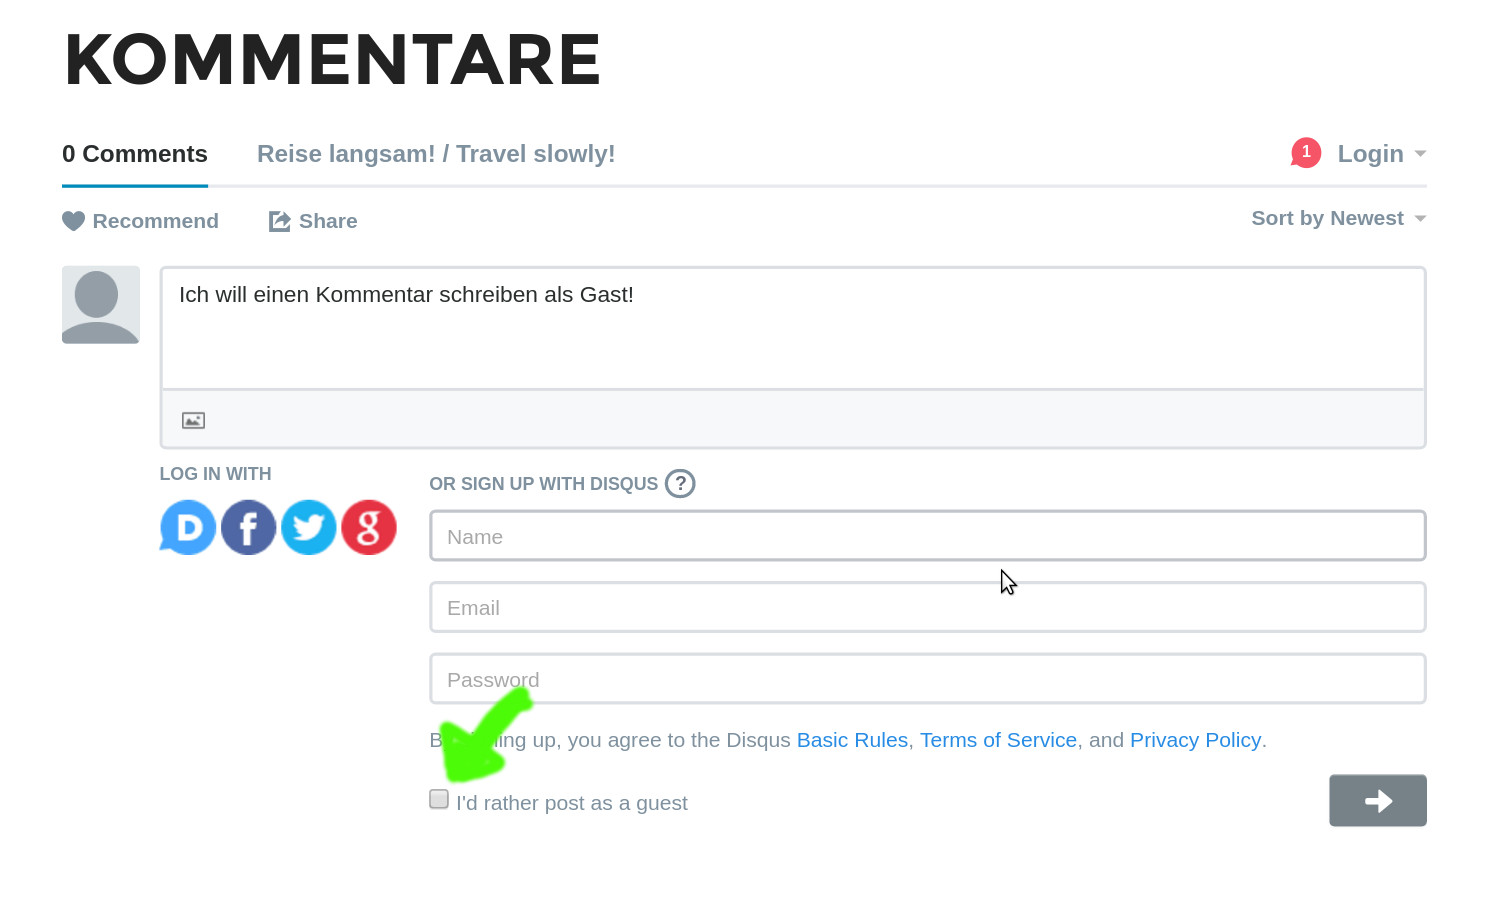 KOMMENTARE
0 Comments Reise langsam! / Travel slowly! 1 Login
Recommend Share Sort by Newest
Ich will einen Kommentar schreiben als Gast!
LOG IN WITH
D f g
OR SIGN UP WITH DISQUS ?
Name
Email
Password
ing up, you agree to the Disqus Basic Rules, Terms of Service, and Privacy Policy.
I'd rather post as a guest